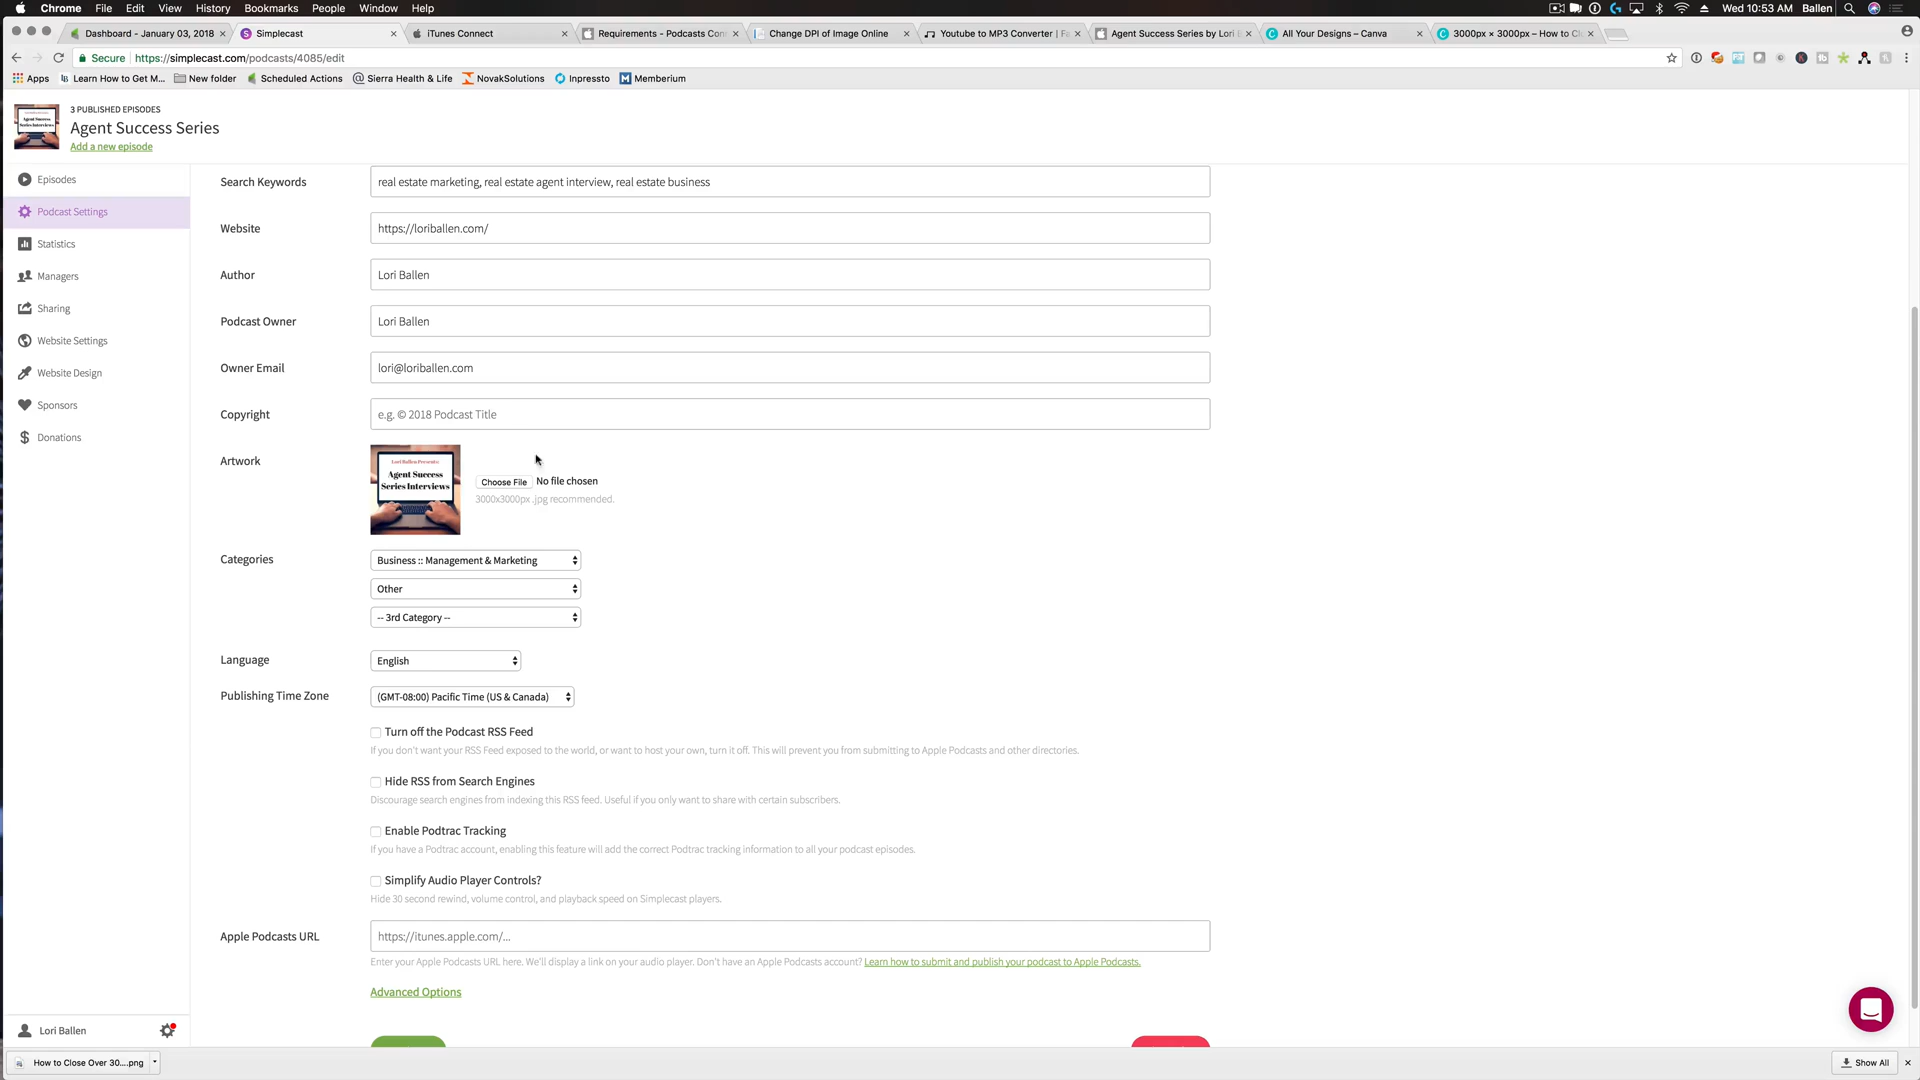 Chrome File Edit View History Bookmarks People Window Help
Wed 10:53 AM Ballen
Dashboard - January 03, 2018
Simplecast
iTunes Connect
Requirements - Podcasts Con
Change DPI of Image Online
Youtube to MP3 Converter | F
Agent Success Series by Lori
All Your Designs – Canva
3000px × 3000px – How to Cl
Secure https://simplecast.com/podcasts/4085/edit
Apps Learn How to Get M... New folder Scheduled Actions Sierra Health & Life NovakSolutions Inpressto Memberium
3 PUBLISHED EPISODES
Agent Success Series
Add a new episode
Episodes
Podcast Settings
Statistics
Managers
Sharing
Website Settings
Website Design
Sponsors
Donations
Lori Ballen
Search Keywords real estate marketing, real estate agent interview, real estate business
Website https://loriballen.com/
Author Lori Ballen
Podcast Owner Lori Ballen
Owner Email lori@loriballen.com
Copyright e.g. © 2018 Podcast Title
Artwork
Lori Ballen Presents:
Agent Success
Series Interviews
Choose File No file chosen
3000x3000px .jpg recommended.
Categories Business :: Management & Marketing
Other
-- 3rd Category --
Language English
Publishing Time Zone (GMT-08:00) Pacific Time (US & Canada)
Turn off the Podcast RSS Feed
If you don't want your RSS Feed exposed to the world, or want to host your own, turn it off. This will prevent you from submitting to Apple Podcasts and other directories.
Hide RSS from Search Engines
Discourage search engines from indexing this RSS feed. Useful if you only want to share with certain subscribers.
Enable Podtrac Tracking
If you have a Podtrac account, enabling this feature will add the correct Podtrac tracking information to all your podcast episodes.
Simplify Audio Player Controls?
Hide 30 second rewind, volume control, and playback speed on Simplecast players.
Apple Podcasts URL https://itunes.apple.com/...
Enter your Apple Podcasts URL here. We'll display a link on your audio player. Don't have an Apple Podcasts account? Learn how to submit and publish your podcast to Apple Podcasts.
Advanced Options
How to Close Over 30....png
Show All